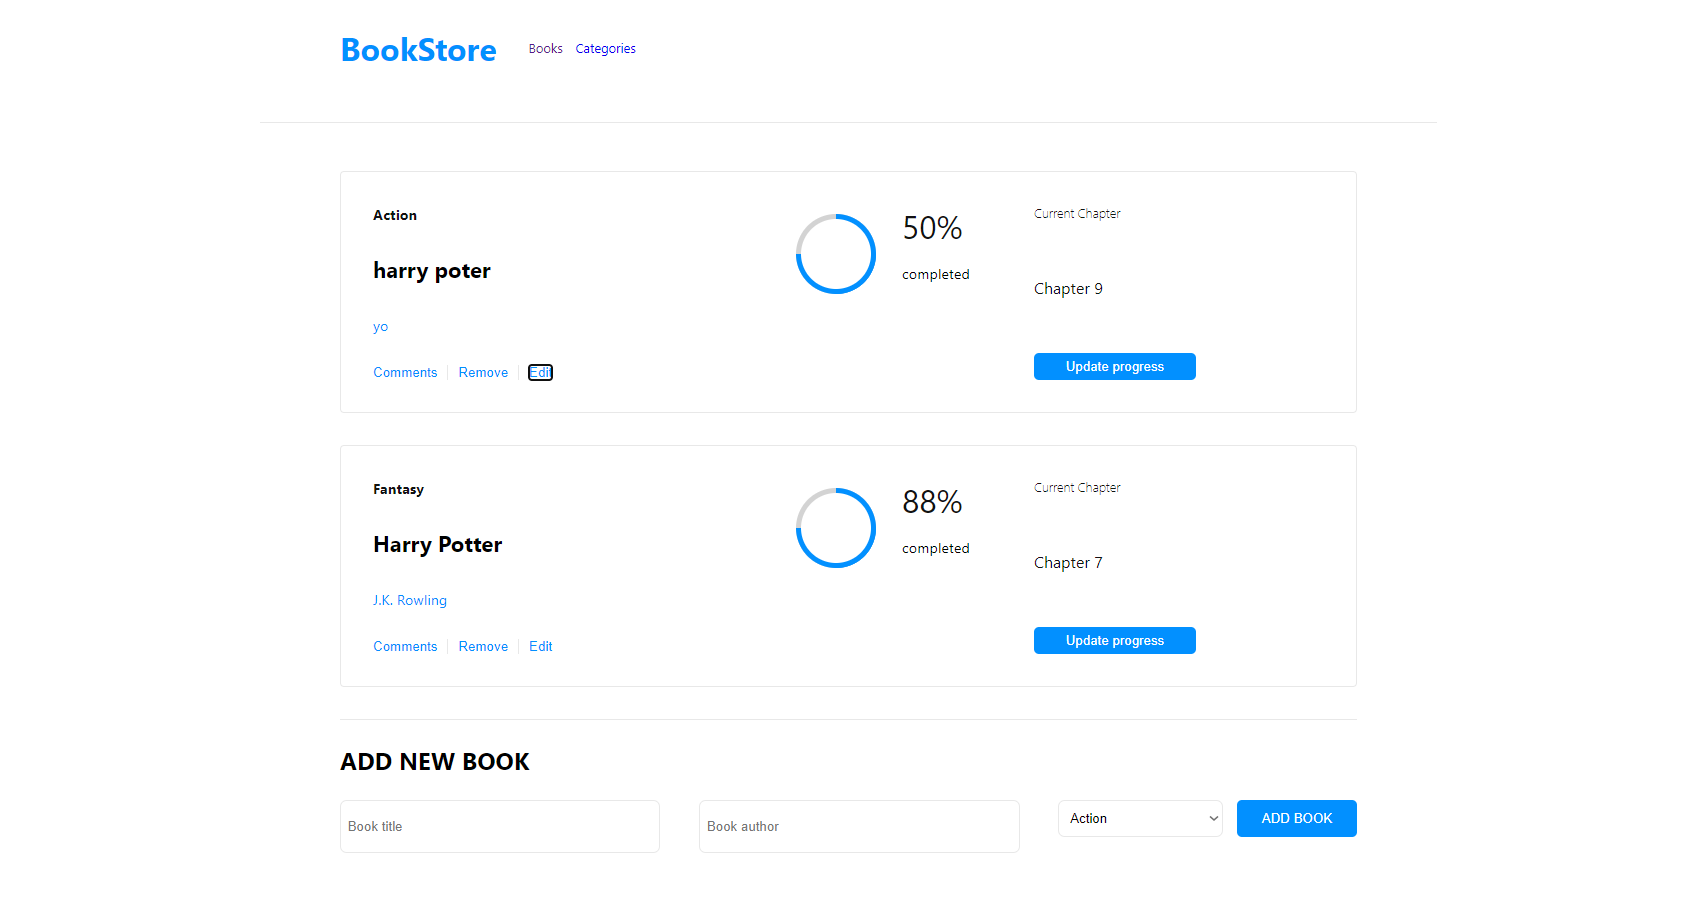 BookStore
Books Categories
Action
harry poter
yo
Comments Remove Edit
50%
completed
Current Chapter
Chapter 9
Update progress
Fantasy
Harry Potter
J.K. Rowling
Comments Remove Edit
88%
completed
Current Chapter
Chapter 7
Update progress
ADD NEW BOOK
Book title
Book author
Action
ADD BOOK